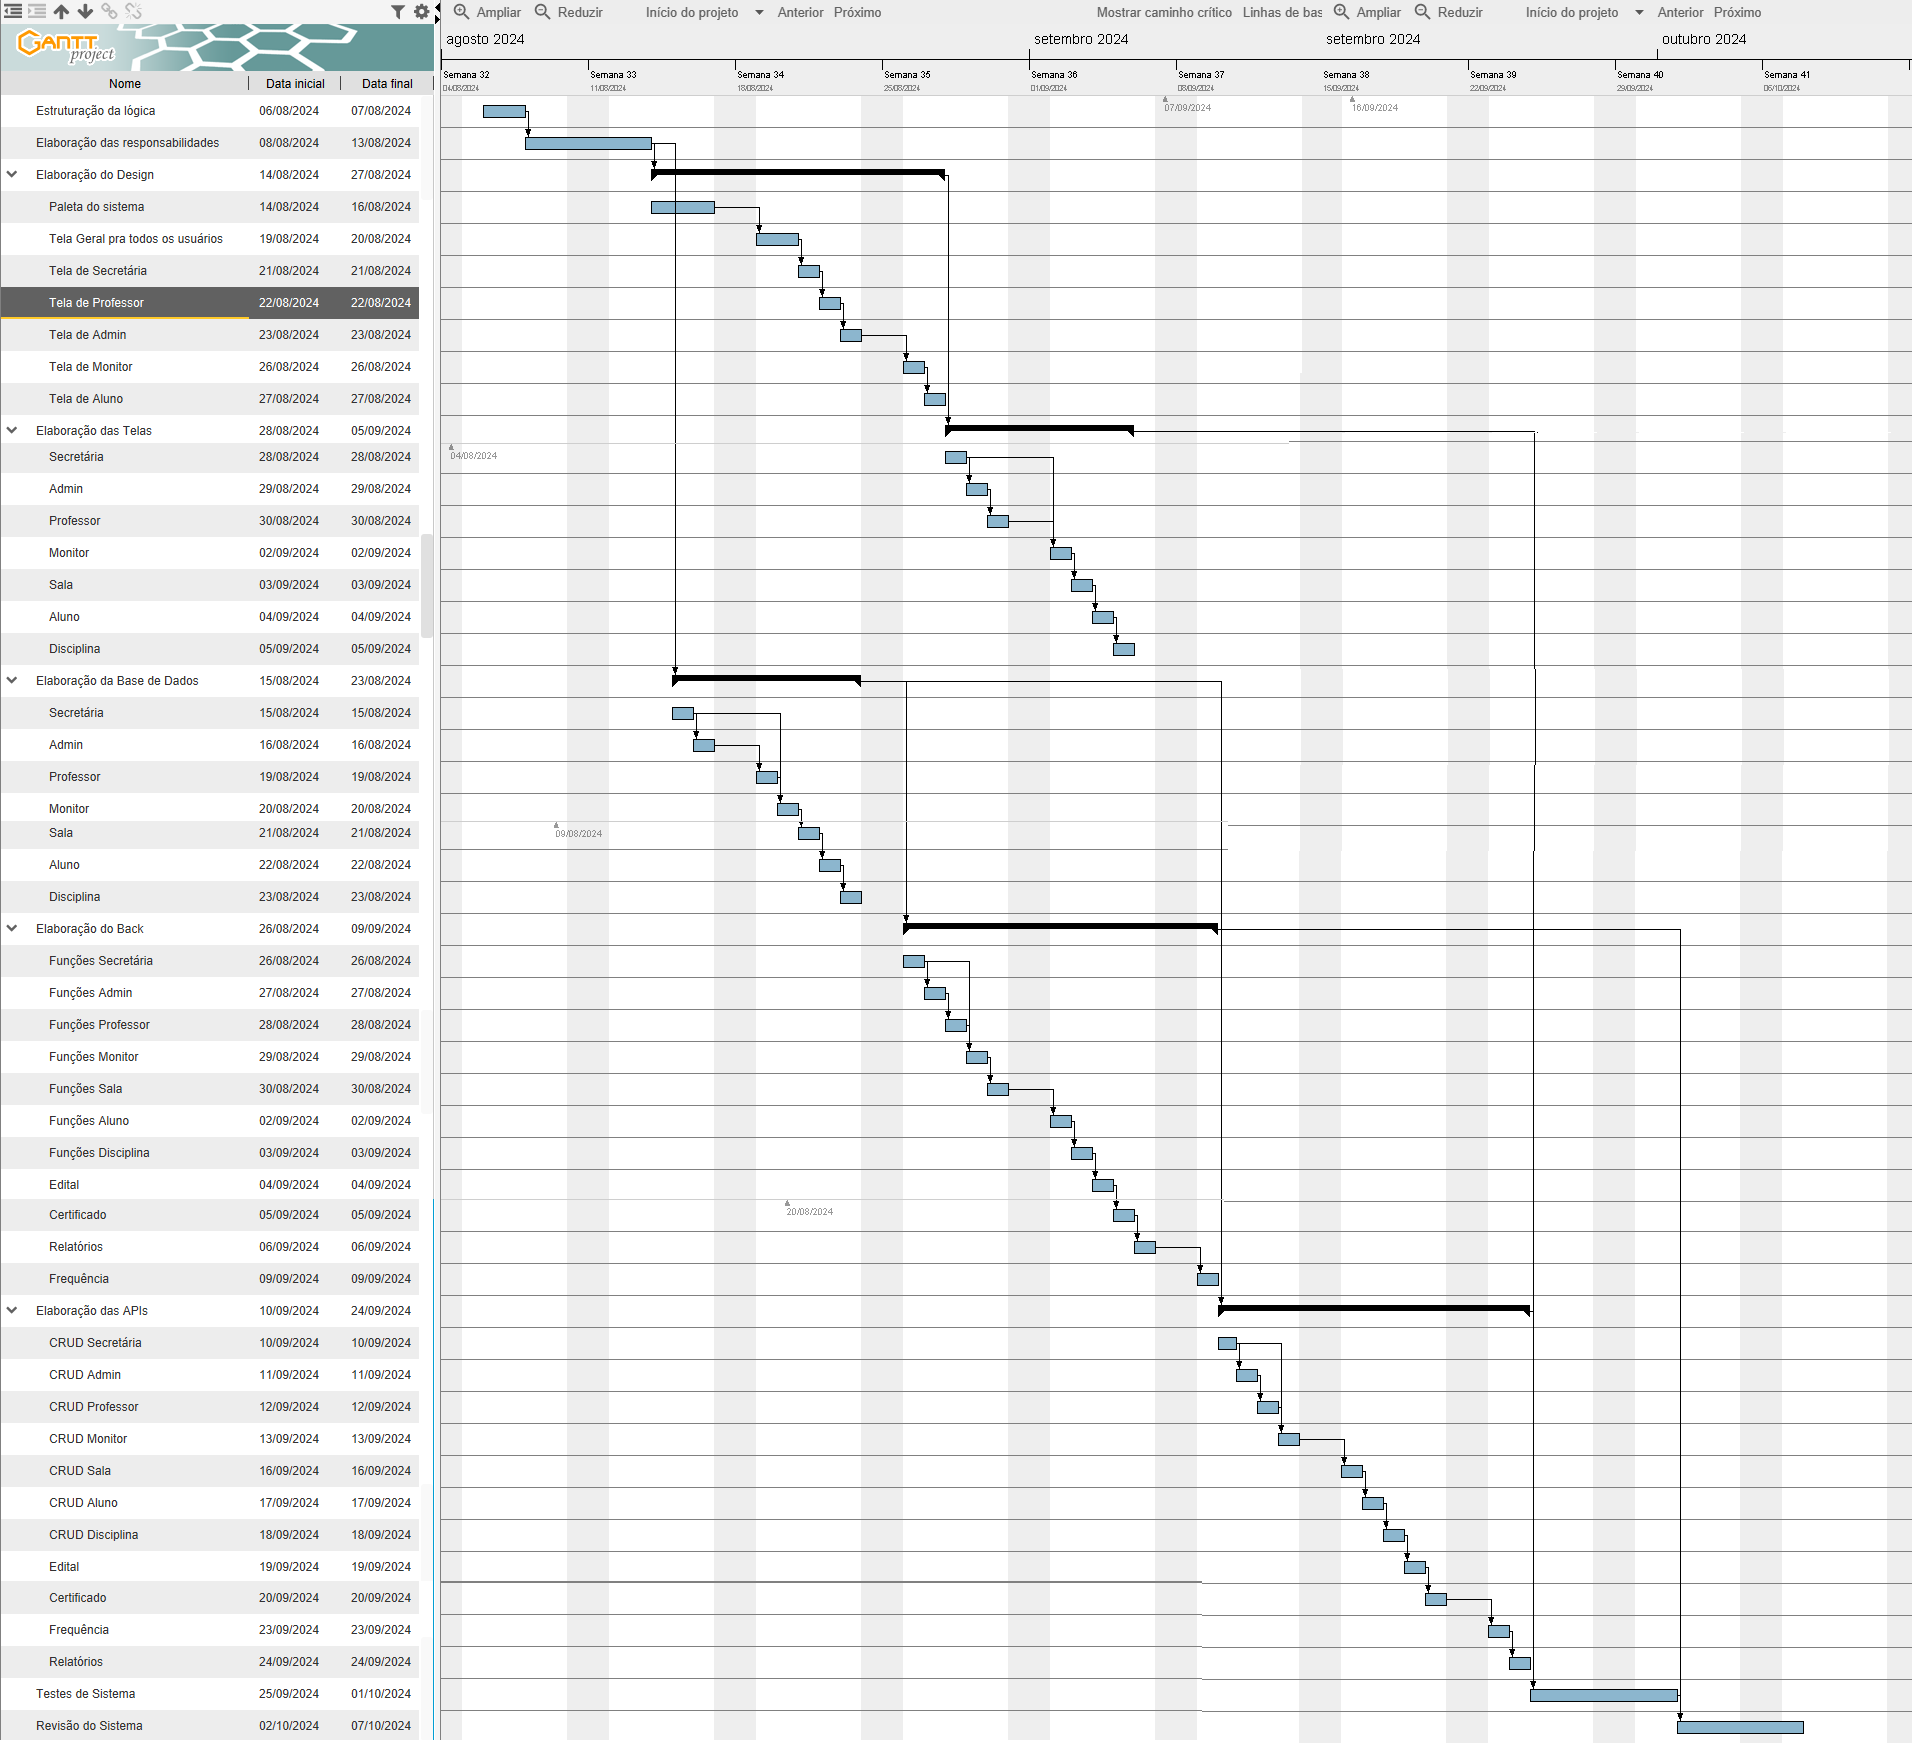 Ampliar Reduzir Início do projeto Anterior Próximo Mostrar caminho crítico Linhas de bas Ampliar Reduzir Início do projeto Anterior Próximo
GANTT project
agosto 2024 setembro 2024 setembro 2024 outubro 2024
Nome Data inicial Data final
Semana 32 Semana 33 Semana 34 Semana 35 Semana 36 Semana 37 Semana 38 Semana 39 Semana 40 Semana 41
04/08/2024 11/08/2024 18/08/2024 25/08/2024 01/09/2024 08/09/2024 15/09/2024 22/09/2024 29/09/2024 06/10/2024
07/09/2024 16/09/2024
Estruturação da lógica 06/08/2024 07/08/2024
Elaboração das responsabilidades 08/08/2024 13/08/2024
Elaboração do Design 14/08/2024 27/08/2024
Paleta do sistema 14/08/2024 16/08/2024
Tela Geral pra todos os usuários 19/08/2024 20/08/2024
Tela de Secretária 21/08/2024 21/08/2024
Tela de Professor 22/08/2024 22/08/2024
Tela de Admin 23/08/2024 23/08/2024
Tela de Monitor 26/08/2024 26/08/2024
Tela de Aluno 27/08/2024 27/08/2024
Elaboração das Telas 28/08/2024 05/09/2024
Secretária 28/08/2024 28/08/2024 04/08/2024
Admin 29/08/2024 29/08/2024
Professor 30/08/2024 30/08/2024
Monitor 02/09/2024 02/09/2024
Sala 03/09/2024 03/09/2024
Aluno 04/09/2024 04/09/2024
Disciplina 05/09/2024 05/09/2024
Elaboração da Base de Dados 15/08/2024 23/08/2024
Secretária 15/08/2024 15/08/2024
Admin 16/08/2024 16/08/2024
Professor 19/08/2024 19/08/2024
Monitor 20/08/2024 20/08/2024
Sala 21/08/2024 21/08/2024 09/08/2024
Aluno 22/08/2024 22/08/2024
Disciplina 23/08/2024 23/08/2024
Elaboração do Back 26/08/2024 09/09/2024
Funções Secretária 26/08/2024 26/08/2024
Funções Admin 27/08/2024 27/08/2024
Funções Professor 28/08/2024 28/08/2024
Funções Monitor 29/08/2024 29/08/2024
Funções Sala 30/08/2024 30/08/2024
Funções Aluno 02/09/2024 02/09/2024
Funções Disciplina 03/09/2024 03/09/2024
Edital 04/09/2024 04/09/2024
Certificado 05/09/2024 05/09/2024 20/08/2024
Relatórios 06/09/2024 06/09/2024
Frequência 09/09/2024 09/09/2024
Elaboração das APIs 10/09/2024 24/09/2024
CRUD Secretária 10/09/2024 10/09/2024
CRUD Admin 11/09/2024 11/09/2024
CRUD Professor 12/09/2024 12/09/2024
CRUD Monitor 13/09/2024 13/09/2024
CRUD Sala 16/09/2024 16/09/2024
CRUD Aluno 17/09/2024 17/09/2024
CRUD Disciplina 18/09/2024 18/09/2024
Edital 19/09/2024 19/09/2024
Certificado 20/09/2024 20/09/2024
Frequência 23/09/2024 23/09/2024
Relatórios 24/09/2024 24/09/2024
Testes de Sistema 25/09/2024 01/10/2024
Revisão do Sistema 02/10/2024 07/10/2024